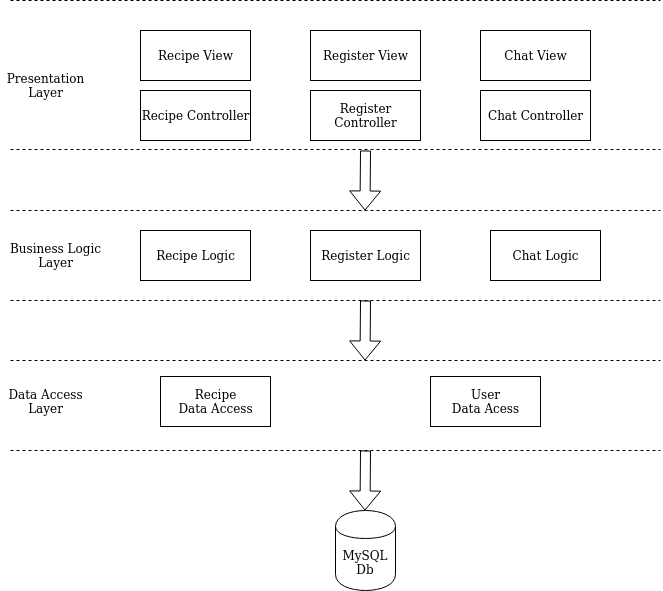 Presentation
Layer
Recipe View
Register View
Chat View
Recipe Controller
Register
Controller
Chat Controller
Business Logic
Layer
Recipe Logic
Register Logic
Chat Logic
Data Access
Layer
Recipe
Data Acess
User
Data Acess
MySQL
Db